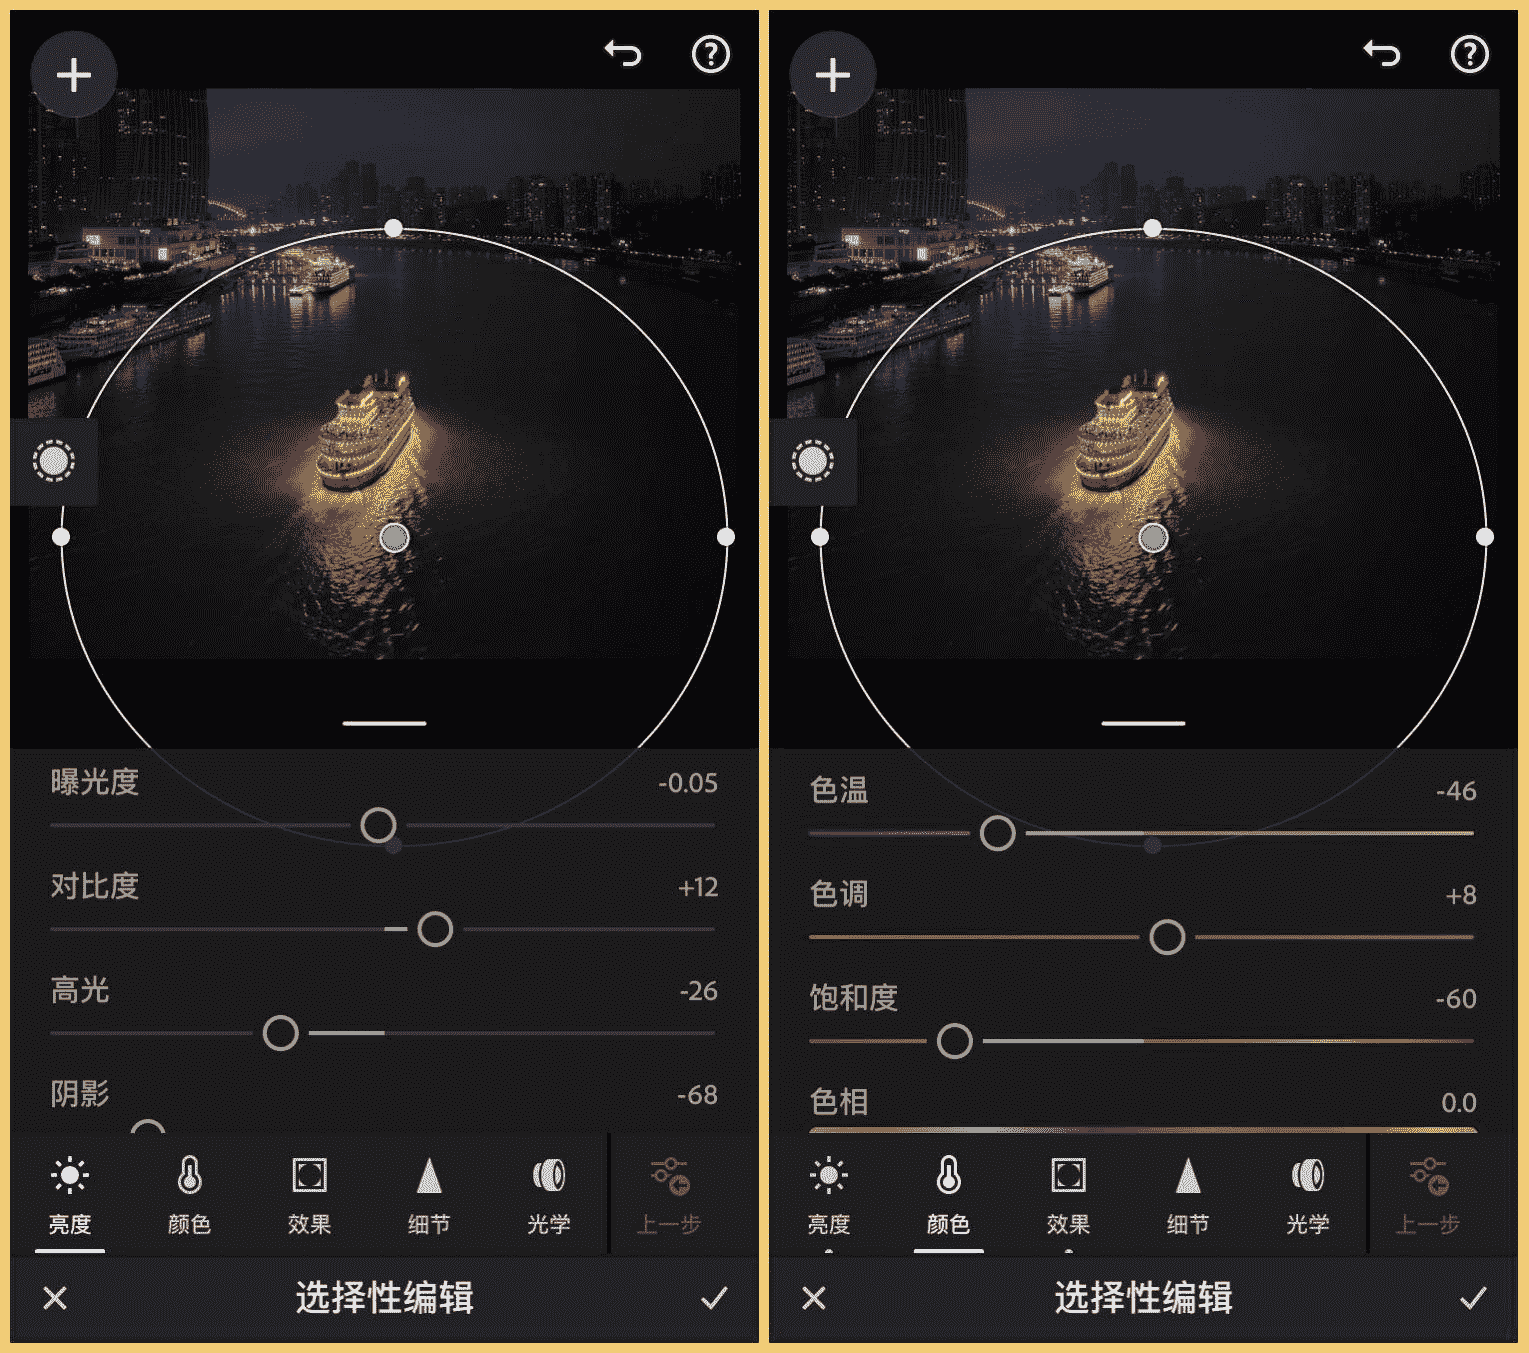 曝光度 -0.05
对比度 +12
高光 -26
阴影 -68
亮度 颜色 效果 细节 光学 上一步
选择性编辑
色温 -46
色调 +8
饱和度 -60
色相 0.0
亮度 颜色 效果 细节 光学 上一步
选择性编辑